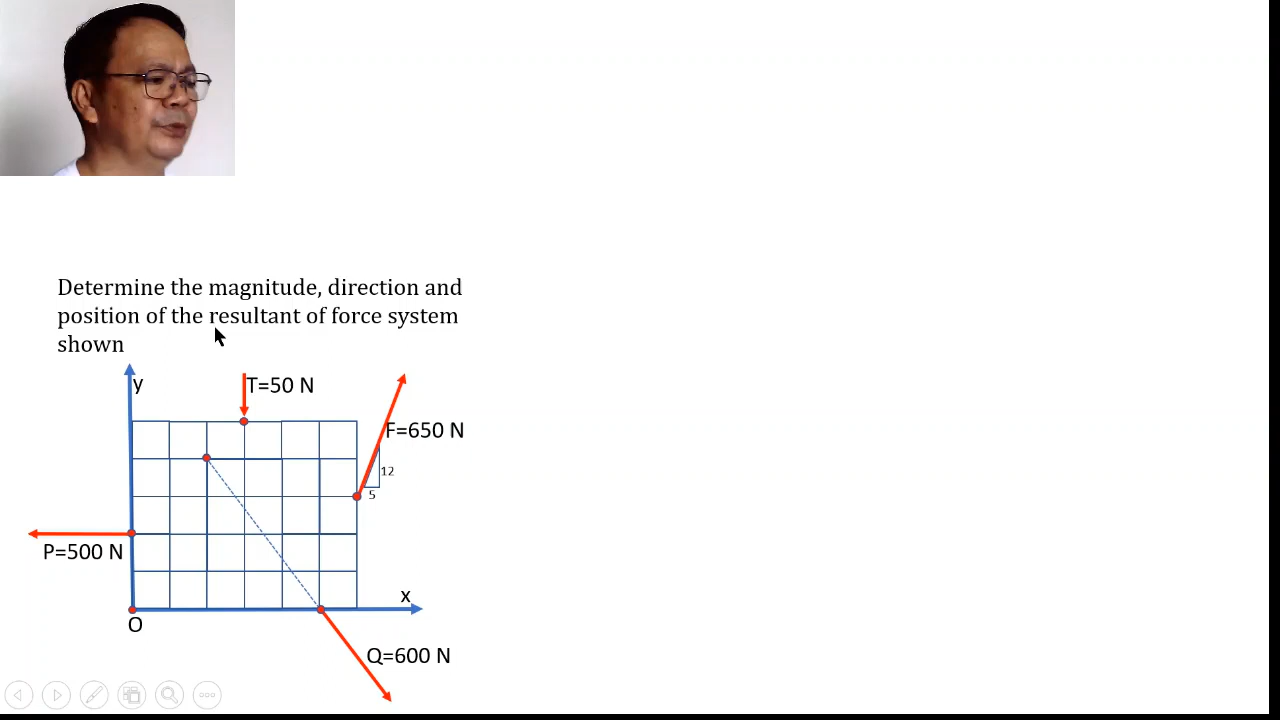 Determine the magnitude, direction and
position of the resultant of force system
shown
y
T=50 N
F=650 N
12
5
P=500 N
x
O
Q=600 N